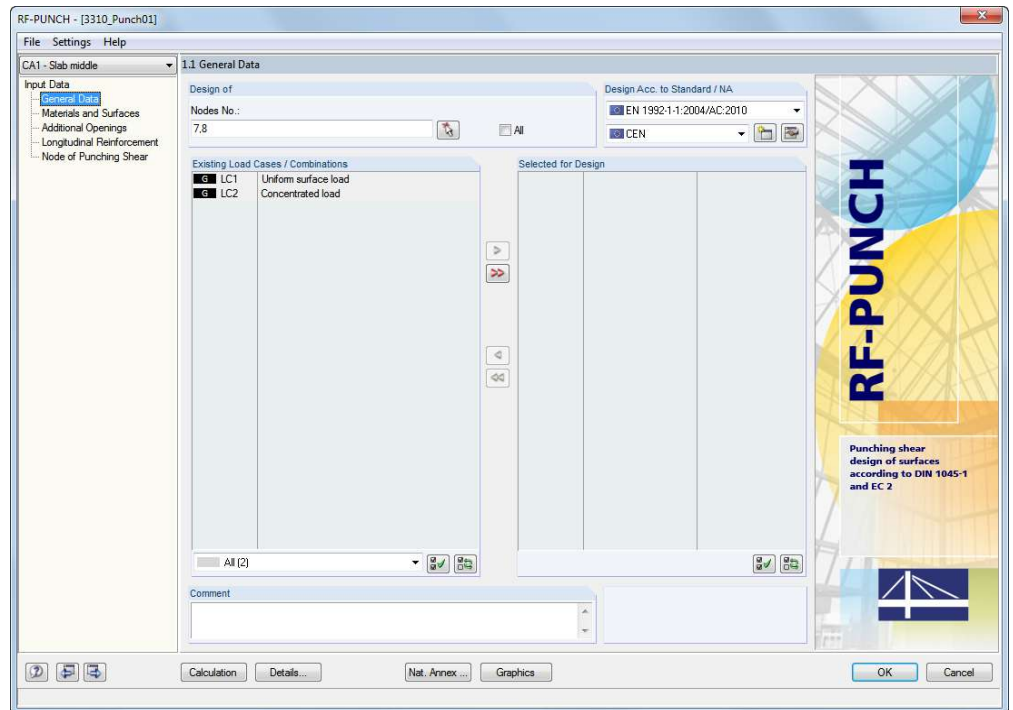 RF-PUNCH - [3310_Punch01]
File Settings Help
CA1 - Slab middle
1.1 General Data
Input Data
General Data
Materials and Surfaces
Additional Openings
Longitudinal Reinforcement
Node of Punching Shear
Design of
Nodes No.:
7,8
All
Design Acc. to Standard / NA
EN 1992-1-1:2004/AC:2010
CEN
Existing Load Cases / Combinations
G LC1 Uniform surface load
G LC2 Concentrated load
All (2)
Selected for Design
Comment
RF-PUNCH
Punching shear
design of surfaces
according to DIN 1045-1
and EC 2
Calculation Details... Nat. Annex ... Graphics OK Cancel